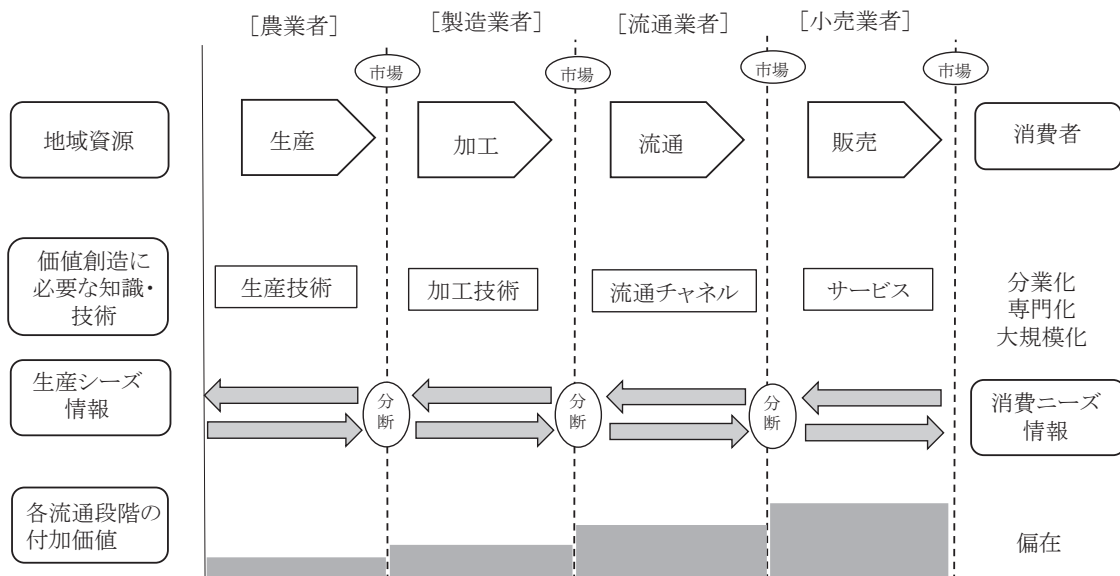 [農業者]
[製造業者]
[流通業者]
[小売業者]
市場
市場
市場
市場
地域資源
生産
加工
流通
販売
消費者
価値創造に
必要な知識・
技術
生産技術
加工技術
流通チャネル
サービス
分業化
専門化
大規模化
生産シーズ
情報
分
断
分
断
分
断
消費ニーズ
情報
各流通段階の
付加価値
偏在